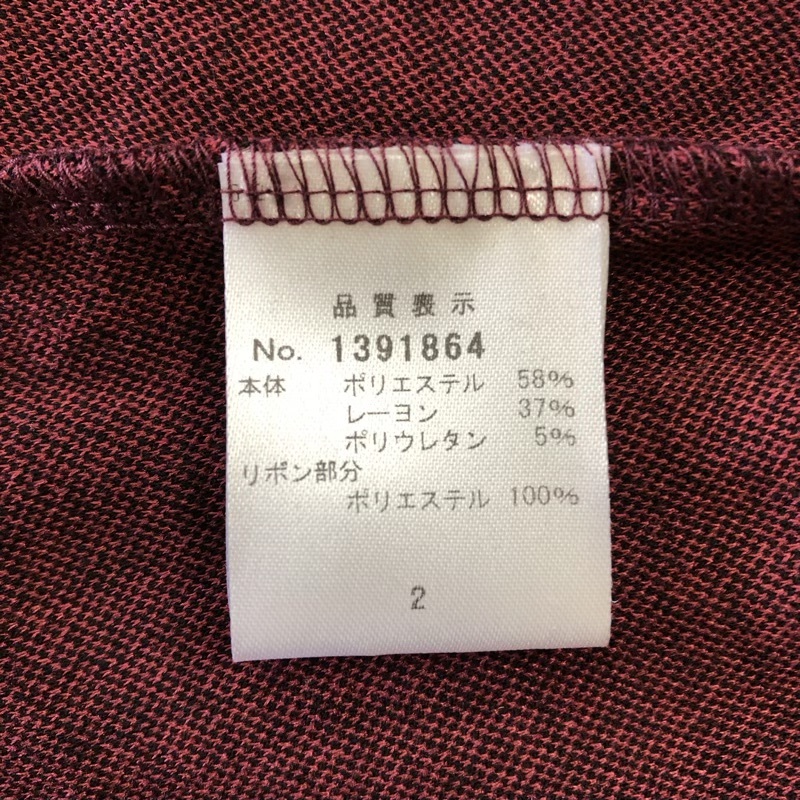 品質表示
No. 1391864
本体 ポリエステル 58%
レーヨン 37%
ポリウレタン 5%
リボン部分
ポリエステル 100%
2